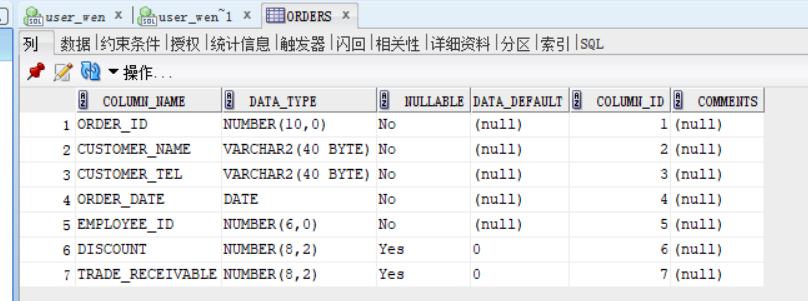 user_wen x user_wen~1 x ORDERS x
列 数据 |约束条件 |授权 |统计信息 |触发器 |闪回 |相关性 |详细资料 |分区 |索引 |SQL
操作...
COLUMN_NAME DATA_TYPE NULLABLE DATA_DEFAULT COLUMN_ID COMMENTS
1 ORDER_ID NUMBER(10,0) No (null) 1 (null)
2 CUSTOMER_NAME VARCHAR2(40 BYTE) No (null) 2 (null)
3 CUSTOMER_TEL VARCHAR2(40 BYTE) No (null) 3 (null)
4 ORDER_DATE DATE No (null) 4 (null)
5 EMPLOYEE_ID NUMBER(6,0) No (null) 5 (null)
6 DISCOUNT NUMBER(8,2) Yes 0 6 (null)
7 TRADE_RECEIVABLE NUMBER(8,2) Yes 0 7 (null)